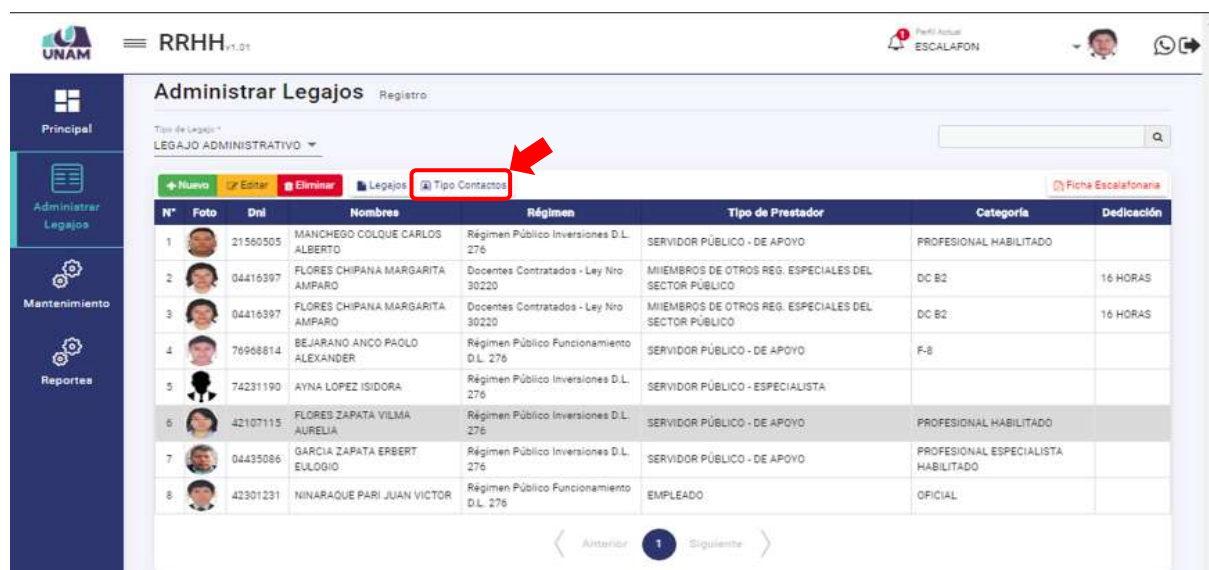 UNAM
RRHH v1.01
1
Perfil Actual
ESCALAFON
Principal
Administrar
Legajos
Mantenimiento
Reportes
Administrar Legajos Registro
Tipo de Legajo *
LEGAJO ADMINISTRATIVO
Nuevo Editar Eliminar Legajos Tipo Contactos Ficha Escalafonaria
N° Foto Dni Nombres Régimen Tipo de Prestador Categoría Dedicación
1 21560505 MANCHEGO COLQUE CARLOS ALBERTO Régimen Público Inversiones D.L. 276 SERVIDOR PÚBLICO - DE APOYO PROFESIONAL HABILITADO
2 04416397 FLORES CHIPANA MARGARITA AMPARO Docentes Contratados - Ley Nro 30220 MIIEMBROS DE OTROS REG. ESPECIALES DEL SECTOR PÚBLICO DC B2 16 HORAS
3 04416397 FLORES CHIPANA MARGARITA AMPARO Docentes Contratados - Ley Nro 30220 MIIEMBROS DE OTROS REG. ESPECIALES DEL SECTOR PÚBLICO DC B2 16 HORAS
4 76968814 BEJARANO ANCO PAOLO ALEXANDER Régimen Público Funcionamiento D.L. 276 SERVIDOR PÚBLICO - DE APOYO F-8
5 74231190 AYNA LOPEZ ISIDORA Régimen Público Inversiones D.L. 276 SERVIDOR PÚBLICO - ESPECIALISTA
6 42107115 FLORES ZAPATA VILMA AURELIA Régimen Público Inversiones D.L. 276 SERVIDOR PÚBLICO - DE APOYO PROFESIONAL HABILITADO
7 04435086 GARCIA ZAPATA ERBERT EULOGIO Régimen Público Inversiones D.L. 276 SERVIDOR PÚBLICO - DE APOYO PROFESIONAL ESPECIALISTA HABILITADO
8 42301231 NINARAQUE PARI JUAN VICTOR Régimen Público Funcionamiento D.L. 276 EMPLEADO OFICIAL
Anterior 1 Siguiente